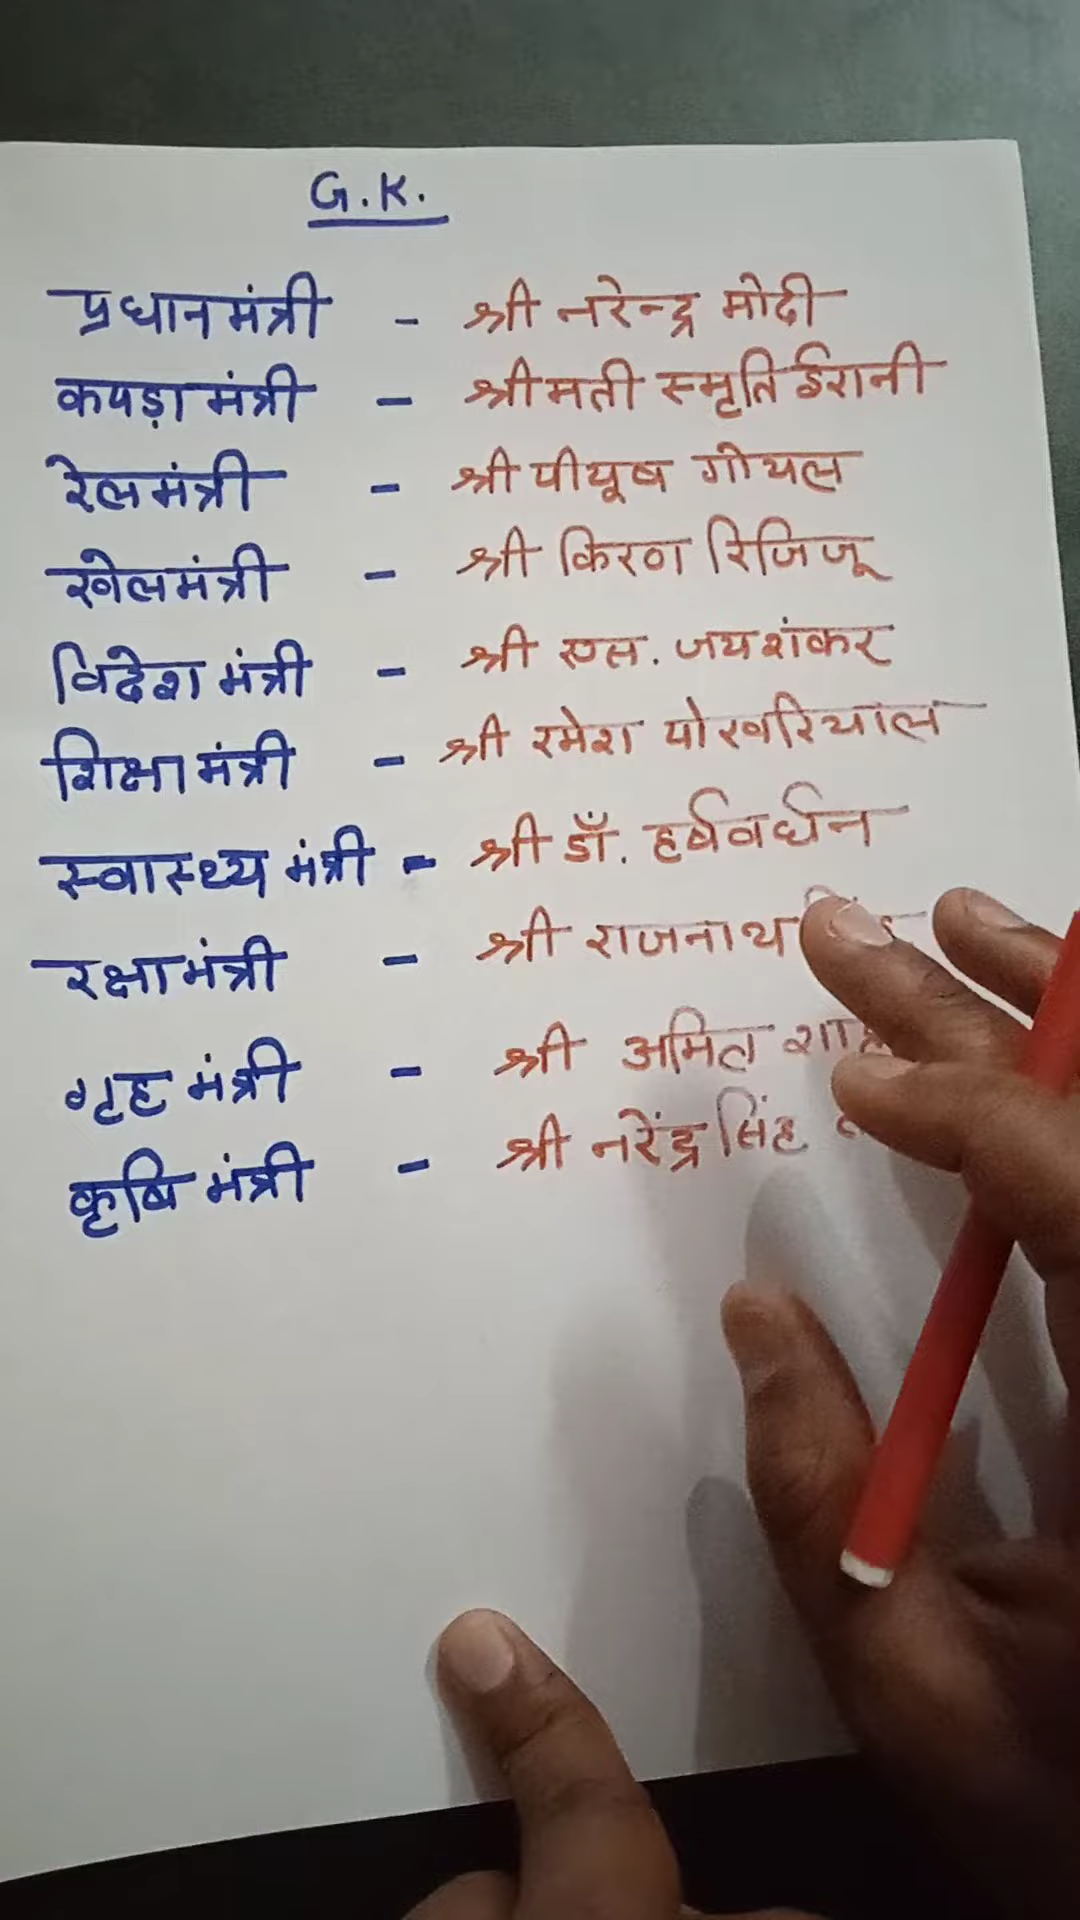 G.K.
प्रधानमंत्री - श्री नरेन्द्र मोदी
कपड़ा मंत्री - श्रीमती स्मृति ईरानी
रेलमंत्री - श्री पीयूष गोयल
खेलमंत्री - श्री किरण रिजिजू
विदेश मंत्री - श्री एस. जयशंकर
शिक्षा मंत्री - श्री रमेश पोखरियाल
स्वास्थ्य मंत्री - श्री डॉ. हर्षवर्धन
रक्षामंत्री - श्री राजनाथ
गृह मंत्री - श्री अमित शाह
कृषि मंत्री - श्री नरेंद्र सिंह